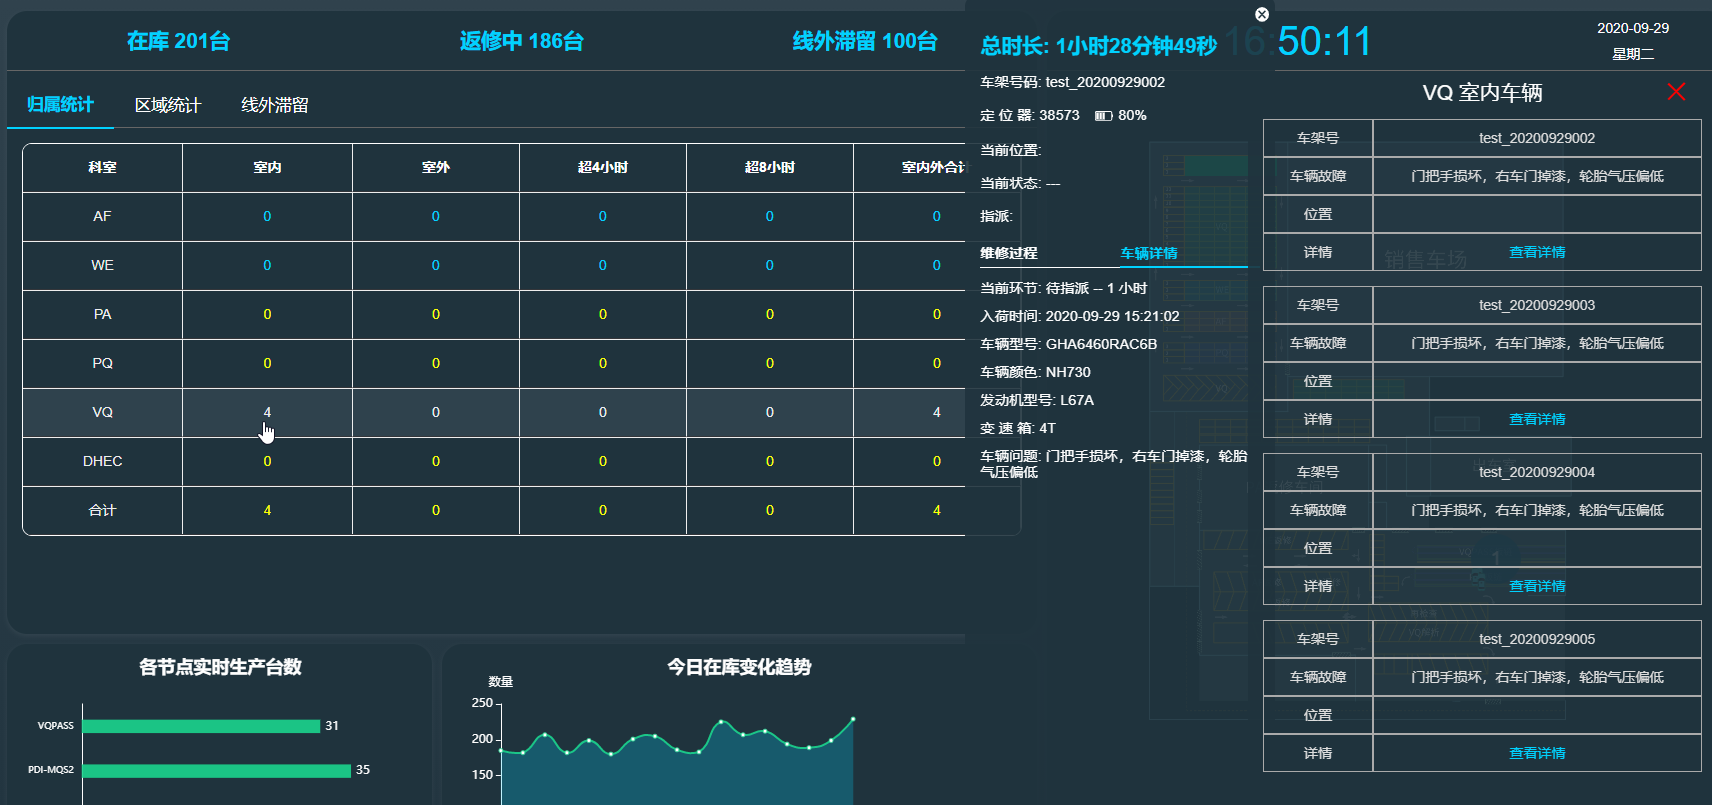 在库 201台
返修中 186台
线外滞留 100台
16:50:11
2020-09-29
星期二
归属统计
区域统计
线外滞留
科室 室内 室外 超4小时 超8小时 室内外合计
AF 0 0 0 0 0
WE 0 0 0 0 0
PA 0 0 0 0 0
PQ 0 0 0 0 0
VQ 4 0 0 0 4
DHEC 0 0 0 0 0
合计 4 0 0 0 4
总时长: 1小时28分钟49秒
车架号码: test_20200929002
定 位 器: 38573 80%
当前位置:
当前状态: ---
指派:
维修过程
车辆详情
当前环节: 待指派 -- 1 小时
入荷时间: 2020-09-29 15:21:02
车辆型号: GHA6460RAC6B
车辆颜色: NH730
发动机型号: L67A
变 速 箱: 4T
车辆问题: 门把手损坏，右车门掉漆，轮胎
气压偏低
VQ 室内车辆
车架号 test_20200929002
车辆故障 门把手损坏，右车门掉漆，轮胎气压偏低
位置
详情 查看详情
销售车场
车架号 test_20200929003
车辆故障 门把手损坏，右车门掉漆，轮胎气压偏低
位置
详情 查看详情
车架号 test_20200929004
车辆故障 门把手损坏，右车门掉漆，轮胎气压偏低
位置
1
详情 查看详情
车架号 test_20200929005
车辆故障 门把手损坏，右车门掉漆，轮胎气压偏低
位置
详情 查看详情
各节点实时生产台数
VQPASS 31
PDI-MQS2 35
今日在库变化趋势
数量
250
200
150